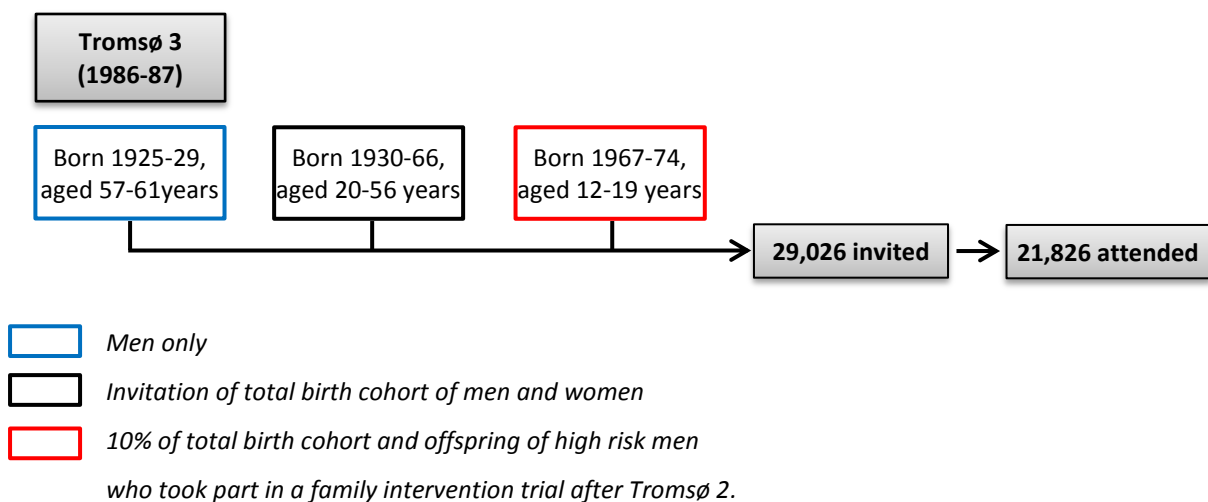 Tromsø 3
(1986-87)
Born 1925-29,
aged 57-61years
Born 1930-66,
aged 20-56 years
Born 1967-74,
aged 12-19 years
29,026 invited
21,826 attended
Men only
Invitation of total birth cohort of men and women
10% of total birth cohort and offspring of high risk men
who took part in a family intervention trial after Tromsø 2.